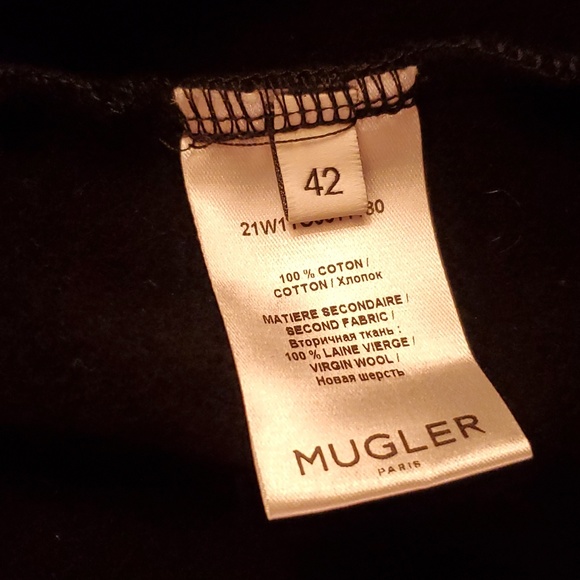 42
100 % COTON /
COTTON / Хлопок
MATIERE SECONDAIRE /
SECOND FABRIC /
Вторичная ткань :
100 % LAINE VIERGE /
VIRGIN WOOL /
Новая шерсть
MUGLER
PARIS